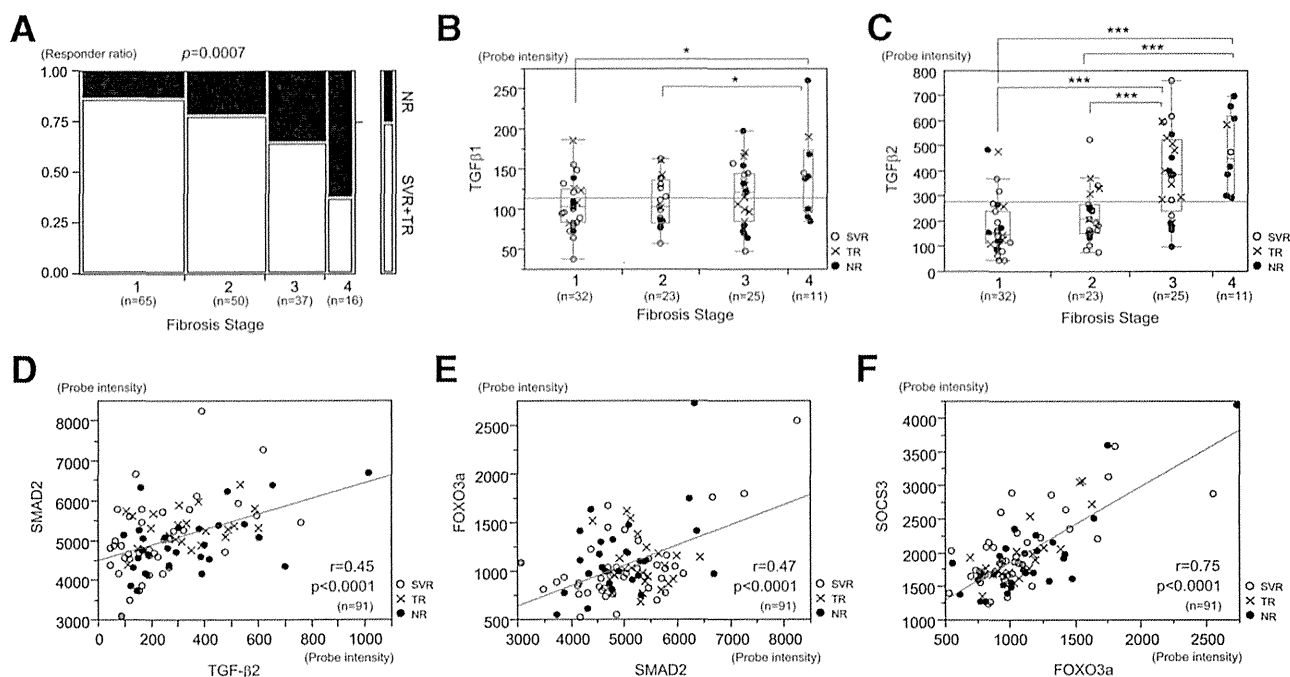 A
(Responder ratio)
p=0.0007
1.00
0.75
0.50
0.25
0.00
NR
SVR+TR
1 2 3 4
(n=65) (n=50) (n=37) (n=16)
Fibrosis Stage
B
(Probe intensity)
*
*
TGFβ1
250
200
150
100
50
○ SVR
× TR
● NR
1 2 3 4
(n=32) (n=23) (n=25) (n=11)
Fibrosis Stage
C
(Probe intensity)
***
***
***
***
TGFβ2
800
700
600
500
400
300
200
100
0
○ SVR
× TR
● NR
1 2 3 4
(n=32) (n=23) (n=25) (n=11)
Fibrosis Stage
D
(Probe intensity)
SMAD2
8000
7000
6000
5000
4000
3000
r=0.45
p<0.0001
(n=91)
○ SVR
× TR
● NR
0 200 400 600 800 1000
TGF-β2
(Probe intensity)
E
(Probe intensity)
FOXO3a
2500
2000
1500
1000
500
r=0.47
p<0.0001
(n=91)
○ SVR
× TR
● NR
3000 4000 5000 6000 7000 8000
SMAD2
(Probe intensity)
F
(Probe intensity)
SOCS3
4000
3500
3000
2500
2000
1500
1000
r=0.75
p<0.0001
(n=91)
○ SVR
× TR
● NR
500 1000 1500 2000 2500
FOXO3a
(Probe intensity)